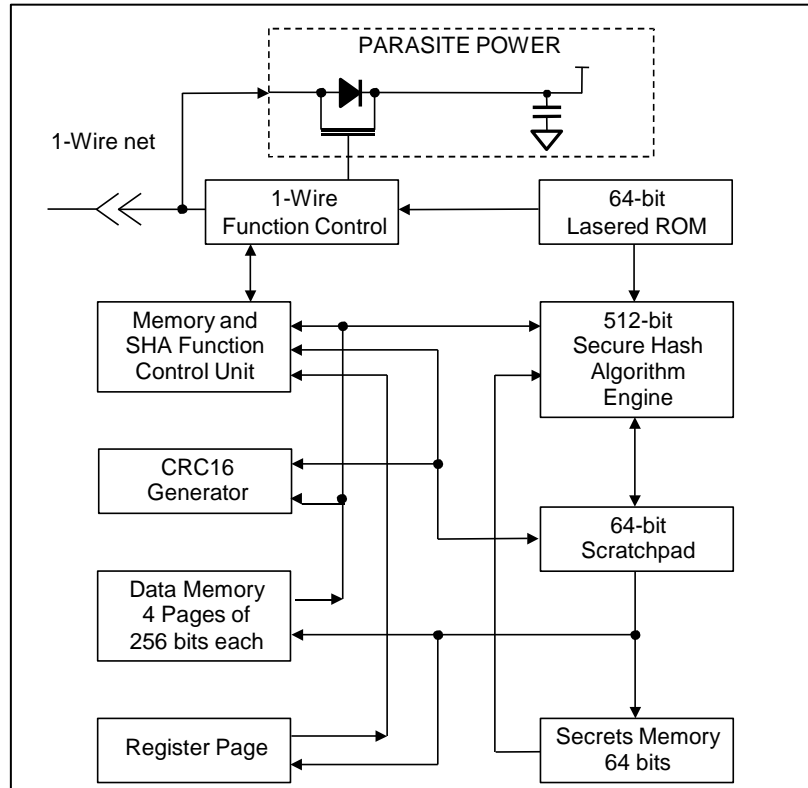 PARASITE POWER
1-Wire net
1-Wire
Function Control
64-bit
Lasered ROM
Memory and
SHA Function
Control Unit
512-bit
Secure Hash
Algorithm
Engine
CRC16
Generator
64-bit
Scratchpad
Data Memory
4 Pages of
256 bits each
Register Page
Secrets Memory
64 bits